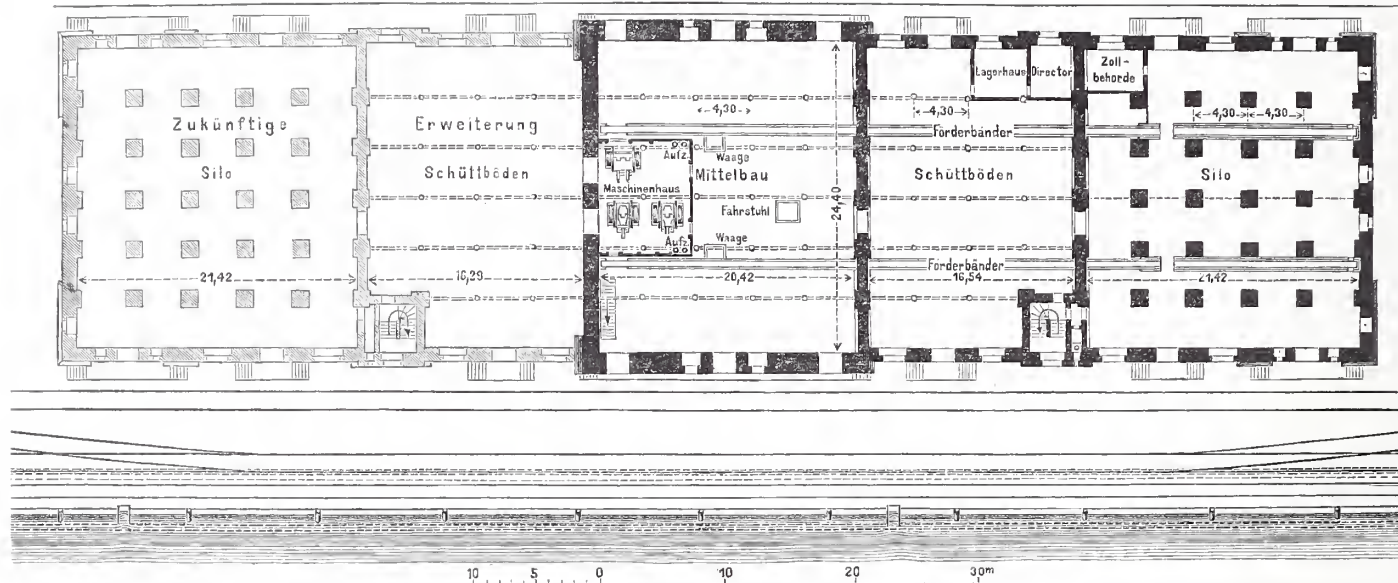 Lagerhaus Director
Zoll-
behörde
4,30
4,30
4,30 4,30
Zukünftige Erweiterung
Förderbänder
Silo Schüttböden
Aufz.
Waage
Mittelbau
Schüttböden Silo
Maschinenhaus
Fahrstuhl
24,40
Aufz.
Waage
Förderbänder
21,42 16,29 20,42 16,54 21,42
10 5 0 10 20 30m